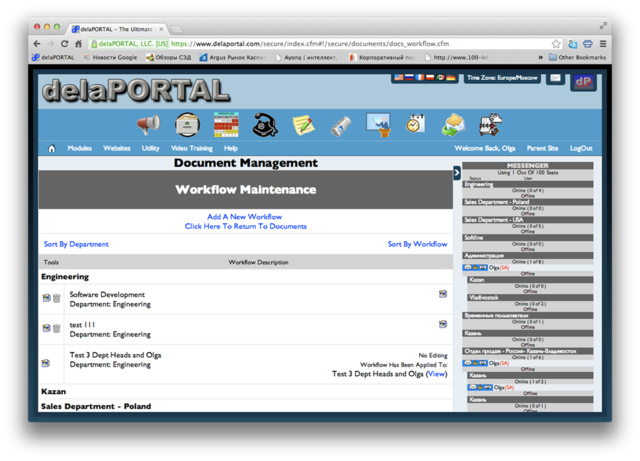 delaPORTAL - The Ultimate
delaPORTAL, LLC. [US] https://www.delaportal.com/secure/index.cfm#!/secure/documents/docs_workflow.cfm
delaPORTAL Новости Google Обзоры СЭД Argus Рынок Каспи Ayona | интеллект. Корпоративный по http://www.100-let Other Bookmarks
delaPORTAL
Time Zone: Europe/Moscow
dP
Modules Websites Utility Video Training Help Welcome Back, Olga Parent Site LogOut
Document Management
Workflow Maintenance
Add A New Workflow
Click Here To Return To Documents
Sort By Department Sort By Workflow
Tools Workflow Description
Engineering
Software Development
Department: Engineering
test 111
Department: Engineering
Test 3 Dept Heads and Olga No Editing
Department: Engineering Workflow Has Been Applied To:
Test 3 Dept Heads and Olga (View)
Kazan
Sales Department - Poland
MESSENGER
Using 1 Out Of 100 Seats
Status User
Engineering
Online (0 of 4)
Offline
Sales Department - Poland
Online (0 of 0)
Offline
Sales Department - USA
Online (0 of 3)
Offline
Softline
Online (0 of 0)
Offline
Администрация
Online (1 of 8)
Olga(SA)
Offline
Kazan
Online (0 of 0)
Offline
Vladivostok
Online (0 of 2)
Offline
Временные пользователи
Online (0 of 1)
Offline
Казань
Online (0 of 1)
Offline
Отдел продаж - Россия- Казань-Владивосток
Online (1 of 6)
Olga(SA)
Offline
Казань
Online (1 of 2)
Olga(SA)
Offline
Казань
Online (0 of 1)
Offline